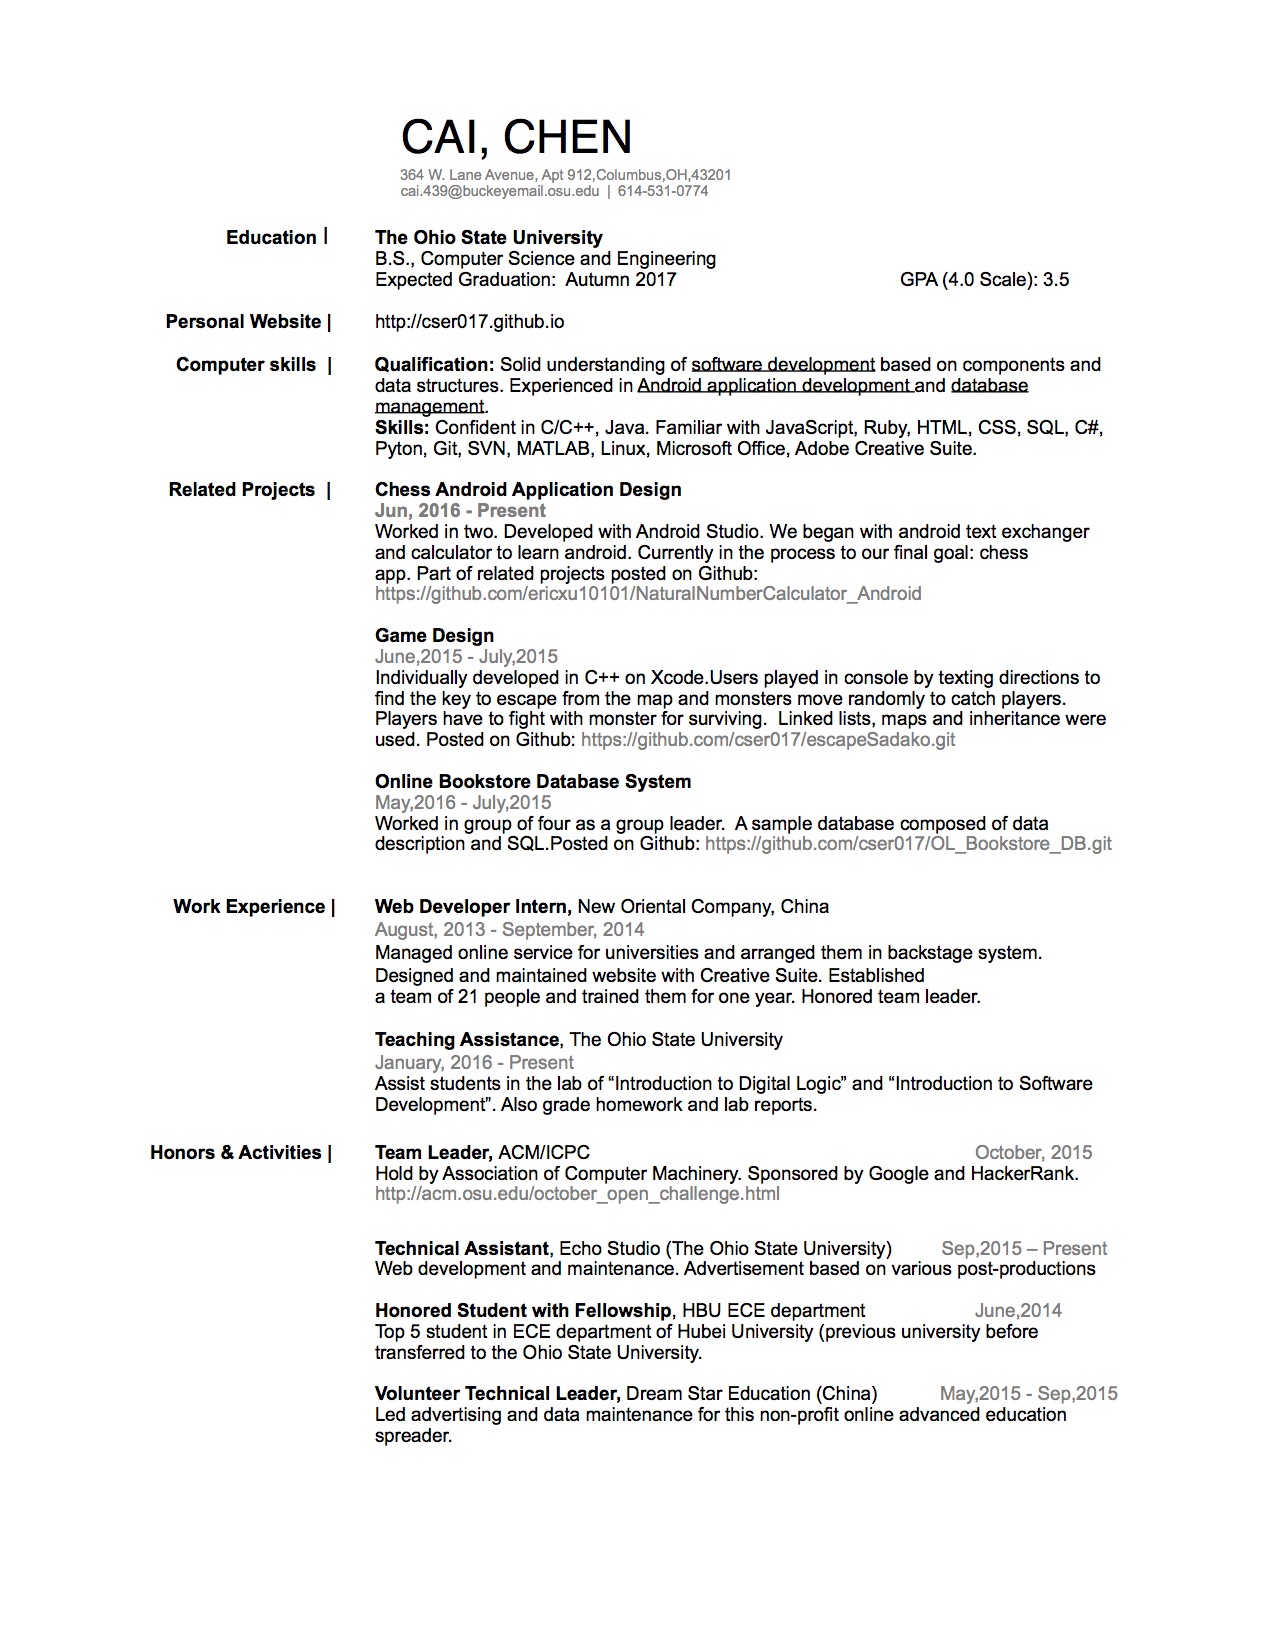 CAI, CHEN
364 W. Lane Avenue, Apt 912,Columbus,OH,43201
cai.439@buckeyemail.osu.edu | 614-531-0774
Education | The Ohio State University
B.S., Computer Science and Engineering
Expected Graduation: Autumn 2017 GPA (4.0 Scale): 3.5
Personal Website | http://cser017.github.io
Computer skills | Qualification: Solid understanding of software development based on components and
data structures. Experienced in Android application development and database
management.
Skills: Confident in C/C++, Java. Familiar with JavaScript, Ruby, HTML, CSS, SQL, C#,
Pyton, Git, SVN, MATLAB, Linux, Microsoft Office, Adobe Creative Suite.
Related Projects | Chess Android Application Design
Jun, 2016 - Present
Worked in two. Developed with Android Studio. We began with android text exchanger
and calculator to learn android. Currently in the process to our final goal: chess
app. Part of related projects posted on Github:
https://github.com/ericxu10101/NaturalNumberCalculator_Android
Game Design
June,2015 - July,2015
Individually developed in C++ on Xcode.Users played in console by texting directions to
find the key to escape from the map and monsters move randomly to catch players.
Players have to fight with monster for surviving. Linked lists, maps and inheritance were
used. Posted on Github: https://github.com/cser017/escapeSadako.git
Online Bookstore Database System
May,2016 - July,2015
Worked in group of four as a group leader. A sample database composed of data
description and SQL.Posted on Github: https://github.com/cser017/OL_Bookstore_DB.git
Work Experience | Web Developer Intern, New Oriental Company, China
August, 2013 - September, 2014
Managed online service for universities and arranged them in backstage system.
Designed and maintained website with Creative Suite. Established
a team of 21 people and trained them for one year. Honored team leader.
Teaching Assistance, The Ohio State University
January, 2016 - Present
Assist students in the lab of “Introduction to Digital Logic” and “Introduction to Software
Development”. Also grade homework and lab reports.
Honors & Activities | Team Leader, ACM/ICPC October, 2015
Hold by Association of Computer Machinery. Sponsored by Google and HackerRank.
http://acm.osu.edu/october_open_challenge.html
Technical Assistant, Echo Studio (The Ohio State University) Sep,2015 – Present
Web development and maintenance. Advertisement based on various post-productions
Honored Student with Fellowship, HBU ECE department June,2014
Top 5 student in ECE department of Hubei University (previous university before
transferred to the Ohio State University.
Volunteer Technical Leader, Dream Star Education (China) May,2015 - Sep,2015
Led advertising and data maintenance for this non-profit online advanced education
spreader.